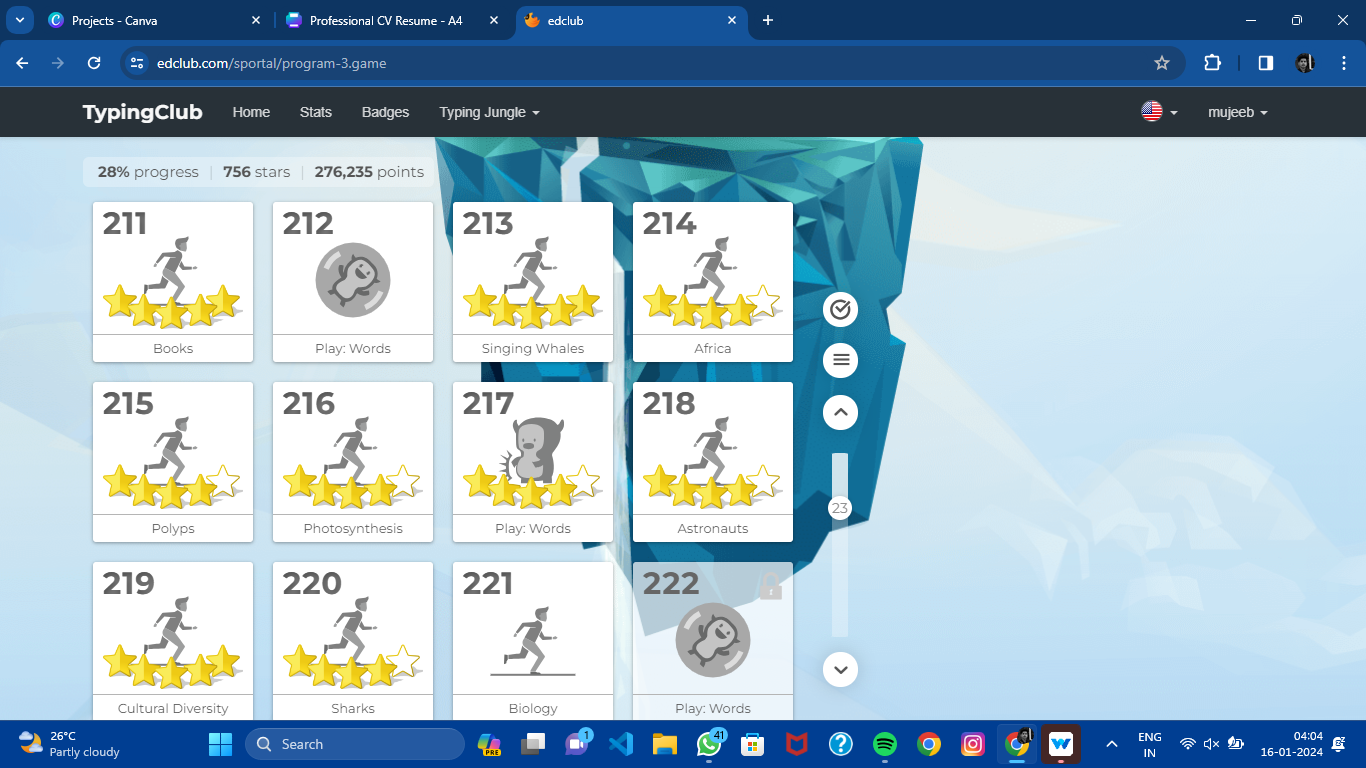 Projects - Canva
Professional CV Resume - A4
edclub
edclub.com/sportal/program-3.game
TypingClub Home Stats Badges Typing Jungle mujeeb
28% progress 756 stars 276,235 points
211 212 213 214
Books Play: Words Singing Whales Africa
215 216 217 218
Polyps Photosynthesis Play: Words Astronauts
23
219 220 221 222
Cultural Diversity Sharks Biology Play: Words
26°C
Partly cloudy
Search
PRE
1
41
W
ENG
IN
04:04
16-01-2024